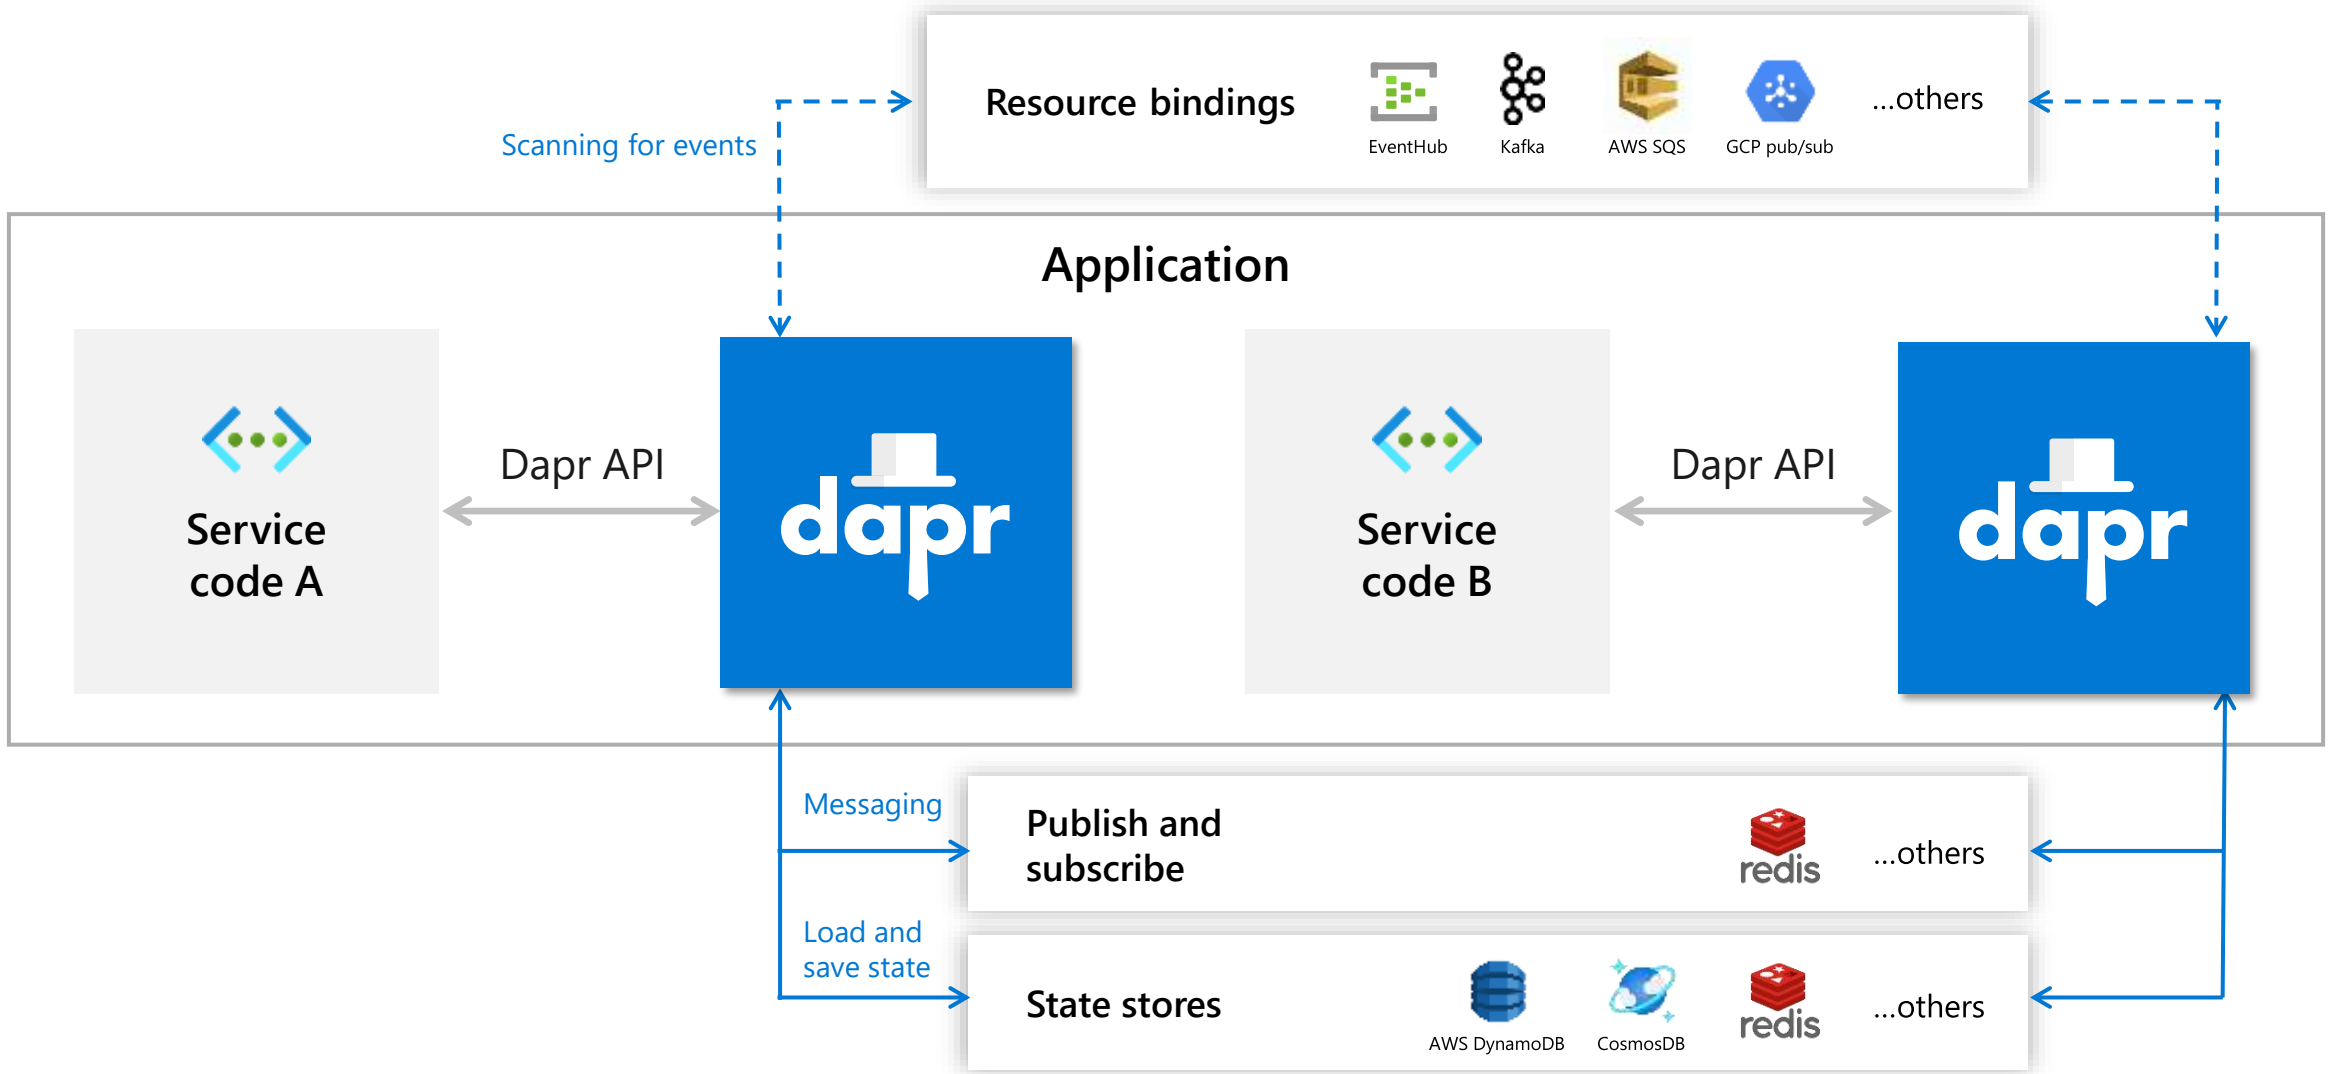 Resource bindings
EventHub
Kafka
AWS SQS
GCP pub/sub
...others
Scanning for events
Application
Service
code A
Dapr API
dapr
Service
code B
Dapr API
dapr
Messaging
Publish and
subscribe
redis
...others
Load and
save state
State stores
AWS DynamoDB
CosmosDB
redis
...others